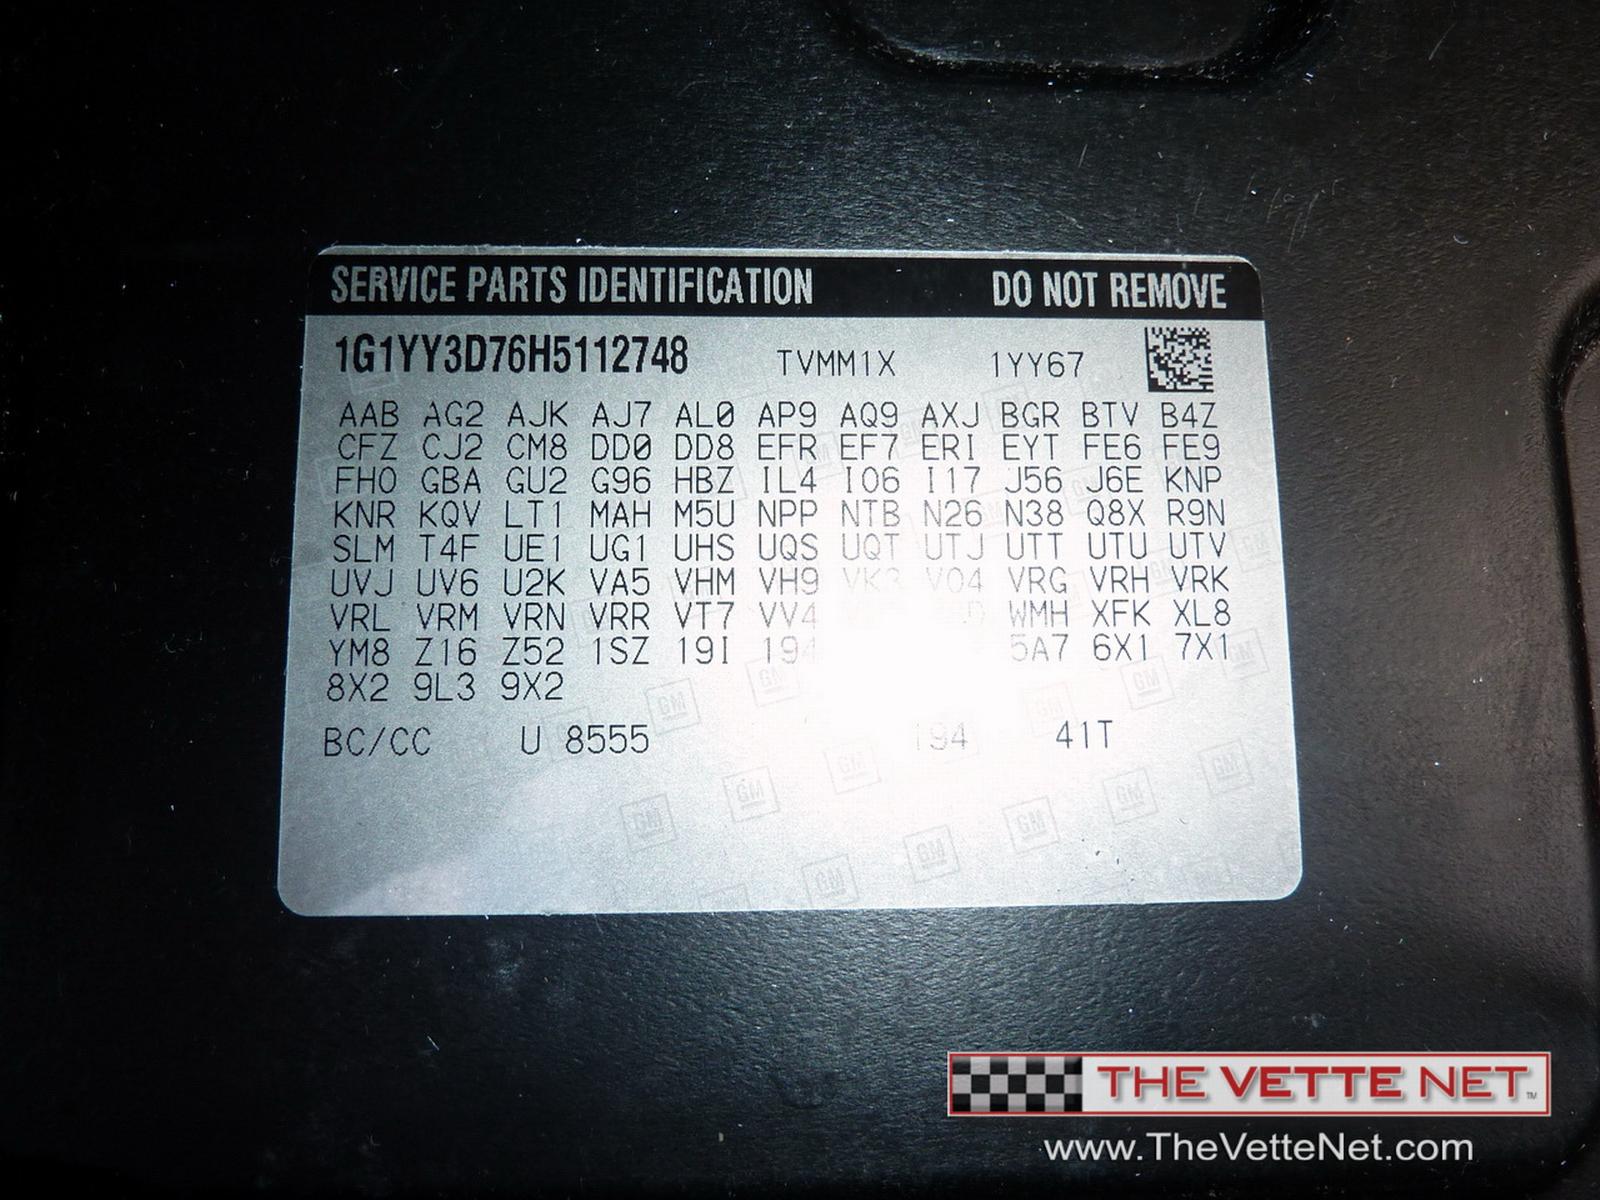 SERVICE PARTS IDENTIFICATION DO NOT REMOVE
1G1YY3D76H5112748 TVMM1X 1YY67
AAB AG2 AJK AJ7 AL0 AP9 AQ9 AXJ BGR BTV B4Z
CFZ CJ2 CM8 DD0 DD8 EFR EF7 ERI EYT FE6 FE9
FHO GBA GU2 G96 HBZ IL4 I06 I17 J56 J6E KNP
KNR KQV LT1 MAH M5U NPP NTB N26 N38 Q8X R9N
SLM T4F UE1 UG1 UHS UQS UQT UTJ UTT UTU UTV
UVJ UV6 U2K VA5 VHM VH9 VK3 V04 VRG VRH VRK
VRL VRM VRN VRR VT7 VV4 WMH XFK XL8
YM8 Z16 Z52 1SZ 19I 194 5A7 6X1 7X1
8X2 9L3 9X2
BC/CC U 8555 194 41T
THE VETTE NET.™
www.TheVetteNet.com